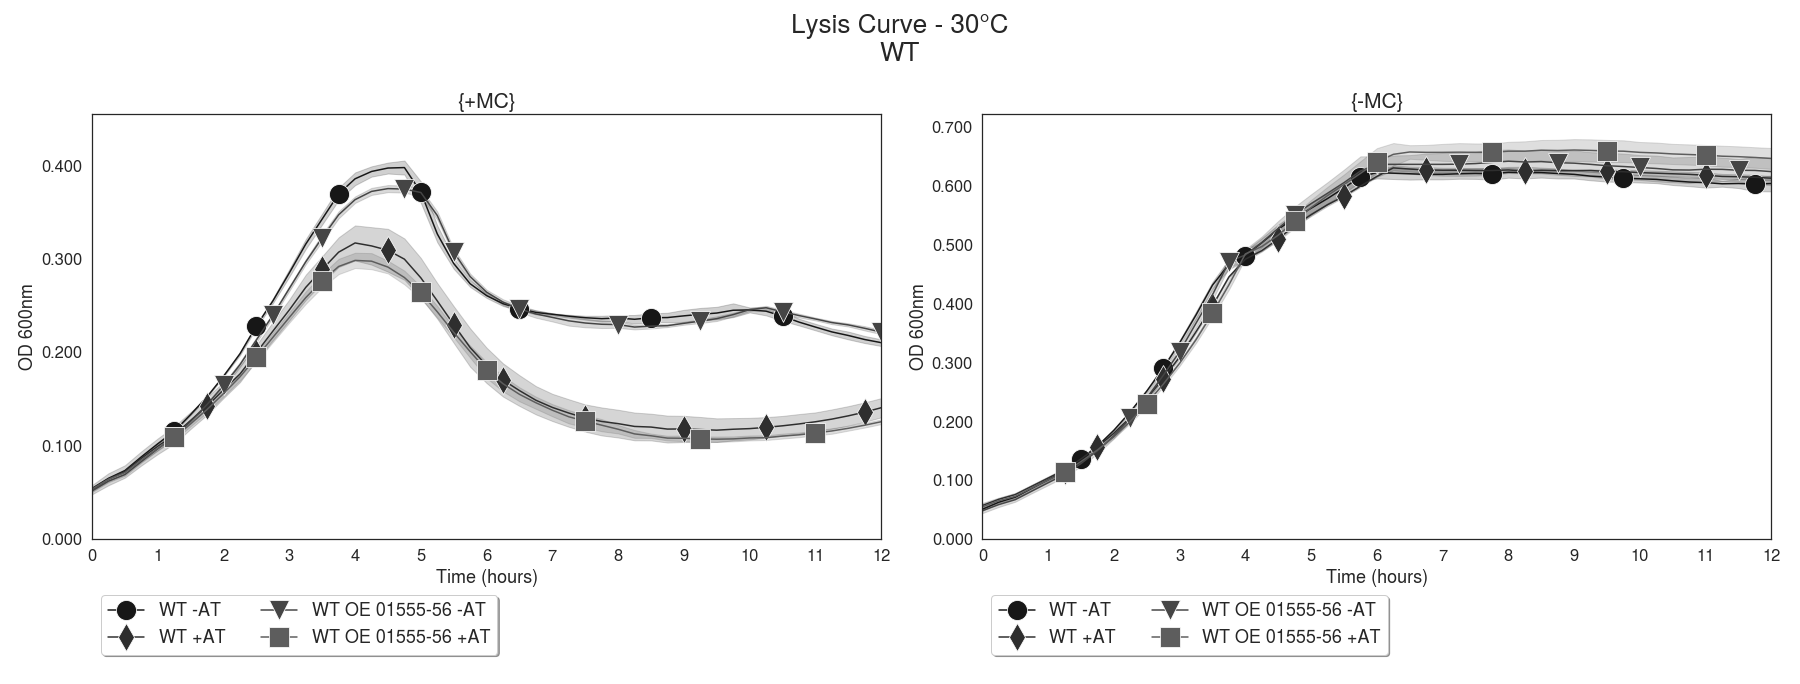 Lysis Curve - 30°C
WT
{+MC}
0.400
0.300
0.200
0.100
0.000
OD 600nm
0 1 2 3 4 5 6 7 8 9 10 11 12
Time (hours)
WT -AT
WT +AT
WT OE 01555-56 -AT
WT OE 01555-56 +AT
{-MC}
0.700
0.600
0.500
0.400
0.300
0.200
0.100
0.000
OD 600nm
0 1 2 3 4 5 6 7 8 9 10 11 12
Time (hours)
WT -AT
WT +AT
WT OE 01555-56 -AT
WT OE 01555-56 +AT